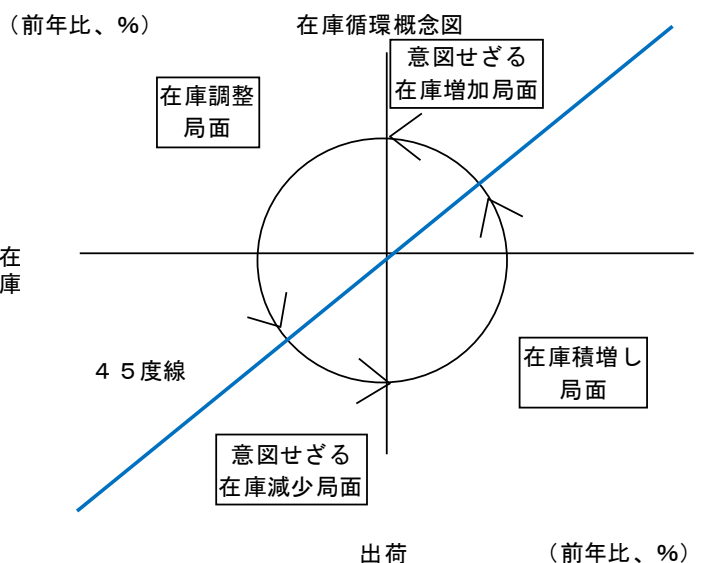 （前年比、%）
在庫循環概念図
意図せざる
在庫増加局面
在庫調整
局面
在
庫
４５度線
在庫積増し
局面
意図せざる
在庫減少局面
出荷
（前年比、%）